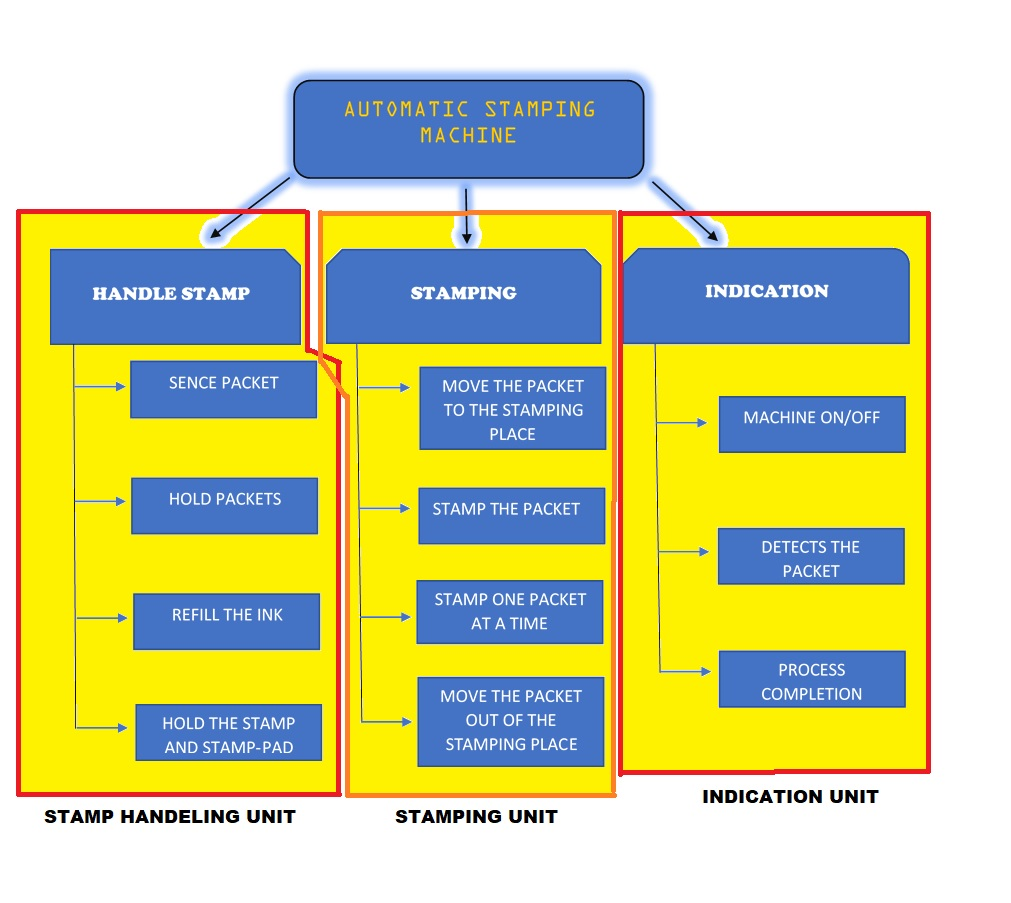 AUTOMATIC STAMPING
MACHINE
HANDLE STAMP
SENCE PACKET
HOLD PACKETS
REFILL THE INK
HOLD THE STAMP
AND STAMP-PAD
STAMP HANDELING UNIT
STAMPING
MOVE THE PACKET
TO THE STAMPING
PLACE
STAMP THE PACKET
STAMP ONE PACKET
AT A TIME
MOVE THE PACKET
OUT OF THE
STAMPING PLACE
STAMPING UNIT
INDICATION
MACHINE ON/OFF
DETECTS THE
PACKET
PROCESS
COMPLETION
INDICATION UNIT